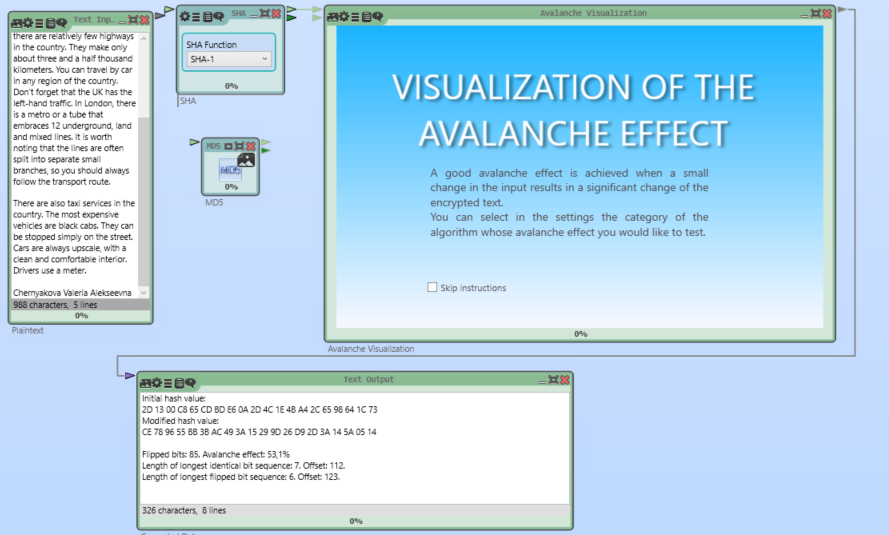 Text Inp...
there are relatively few highways
in the country. They make only
about three and a half thousand
kilometers. You can travel by car
in any region of the country.
Don't forget that the UK has the
left-hand traffic. In London, there
is a metro or a tube that
embraces 12 underground, land
and mixed lines. It is worth
noting that the lines are often
split into separate small
branches, so you should always
follow the transport route.
There are also taxi services in the
country. The most expensive
vehicles are black cabs. They can
be stopped simply on the street.
Cars are always upscale, with a
clean and comfortable interior.
Drivers use a meter.
Chernyakova Valeria Alekseevna
988 characters, 5 lines
0%
Plaintext
SHA
SHA Function
SHA-1
0%
SHA
MD5
MD5
0%
MD5
Avalanche Visualization
VISUALIZATION OF THE
AVALANCHE EFFECT
A good avalanche effect is achieved when a small
change in the input results in a significant change of the
encrypted text.
You can select in the settings the category of the
algorithm whose avalanche effect you would like to test.
Skip instructions
0%
Avalanche Visualization
Text Output
Initial hash value:
2D 13 00 C8 65 CD BD E6 0A 2D 4C 1E 4B A4 2C 65 98 64 1C 73
Modified hash value:
CE 78 96 55 BB 3B AC 49 3A 15 29 9D 26 D9 2D 3A 14 5A 05 14
Flipped bits: 85. Avalanche effect: 53,1%
Length of longest identical bit sequence: 7. Offset: 112.
Length of longest flipped bit sequence: 6. Offset: 123.
326 characters, 8 lines
0%